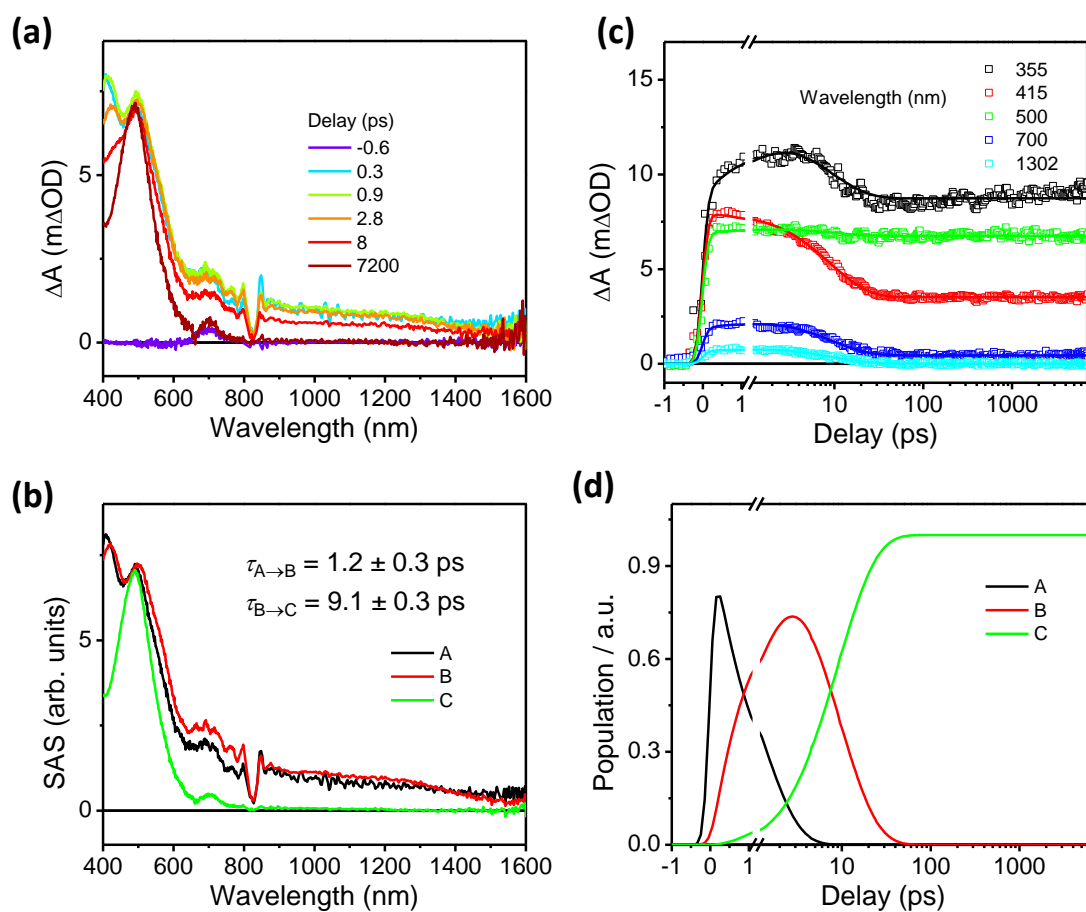 (a)
ΔA (mΔOD)
5
0
Delay (ps)
-0.6
0.3
0.9
2.8
8
7200
400 600 800 1000 1200 1400 1600
Wavelength (nm)
(c)
ΔA (mΔOD)
15
10
5
0
Wavelength (nm)
355
415
500
700
1302
-1 0 1 10 100 1000
Delay (ps)
(b)
SAS (arb. units)
5
0
τA→B = 1.2 ± 0.3 ps
τB→C = 9.1 ± 0.3 ps
A
B
C
400 600 800 1000 1200 1400 1600
Wavelength (nm)
(d)
Population / a.u.
0.9
0.6
0.3
0.0
A
B
C
-1 0 1 10 100 1000
Delay (ps)